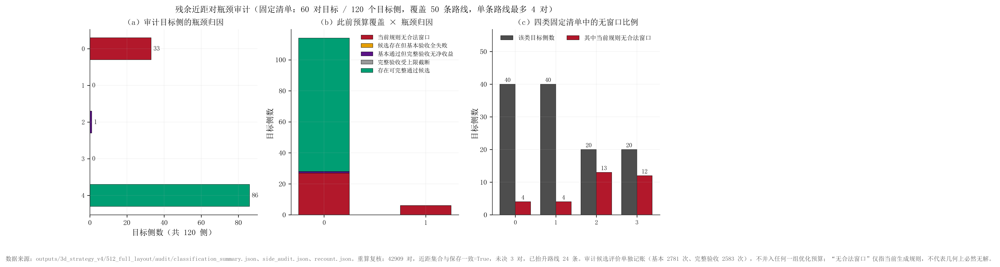 残余近距对瓶颈审计（固定清单：60 对目标 / 120 个目标侧，覆盖 50 条路线，单条路线最多 4 对）
（a）审计目标侧的瓶颈归因
0
1
2
3
4
33
0
1
0
86
0 20 40 60 80
目标侧数（共 120 侧）
（b）此前预算覆盖 × 瓶颈归因
当前规则无合法窗口
候选存在但基本验收全失败
基本通过但完整验收无净收益
完整验收受上限截断
存在可完整通过候选
目标侧数
100
80
60
40
20
0
0 1
（c）四类固定清单中的无窗口比例
该类目标侧数 其中当前规则无合法窗口
目标侧数
50
40
30
20
10
0
40 4 40 4 20 13 20 12
0 1 2 3
数据来源：outputs/3d_strategy_v4/512_full_layout/audit/classification_summary.json、side_audit.json、recount.json。重算复核：42909 对，近距集合与保存一致=True，未决 3 对，已抬升路线 24 条。审计候选评价单独记账（基本 2781 次、完整验收 2583 次），不并入任何一组优化预算；“无合法窗口”仅指当前生成规则，不代表几何上必然无解。